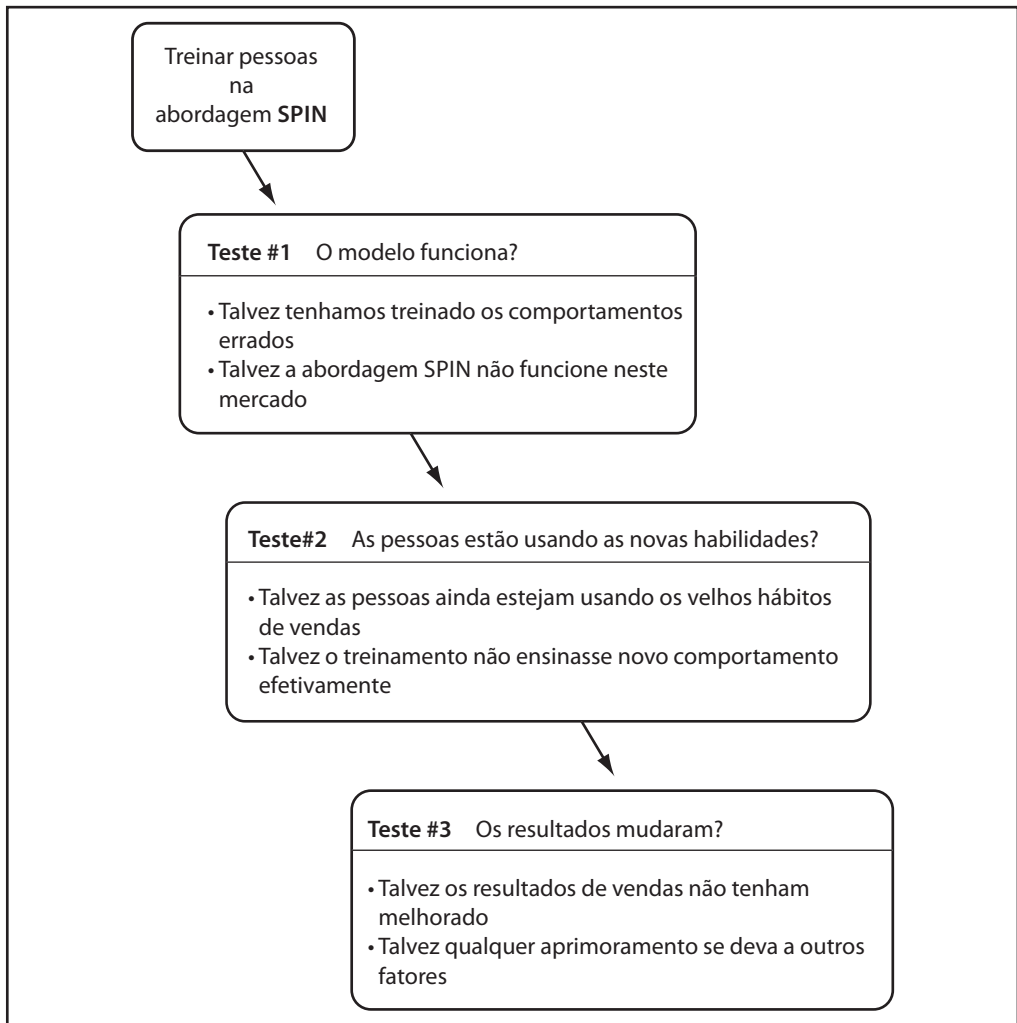 Treinar pessoas
na
abordagem SPIN
Teste #1 O modelo funciona?
• Talvez tenhamos treinado os comportamentos
errados
• Talvez a abordagem SPIN não funcione neste
mercado
Teste#2 As pessoas estão usando as novas habilidades?
• Talvez as pessoas ainda estejam usando os velhos hábitos
de vendas
• Talvez o treinamento não ensinasse novo comportamento
efetivamente
Teste #3 Os resultados mudaram?
• Talvez os resultados de vendas não tenham
melhorado
• Talvez qualquer aprimoramento se deva a outros
fatores